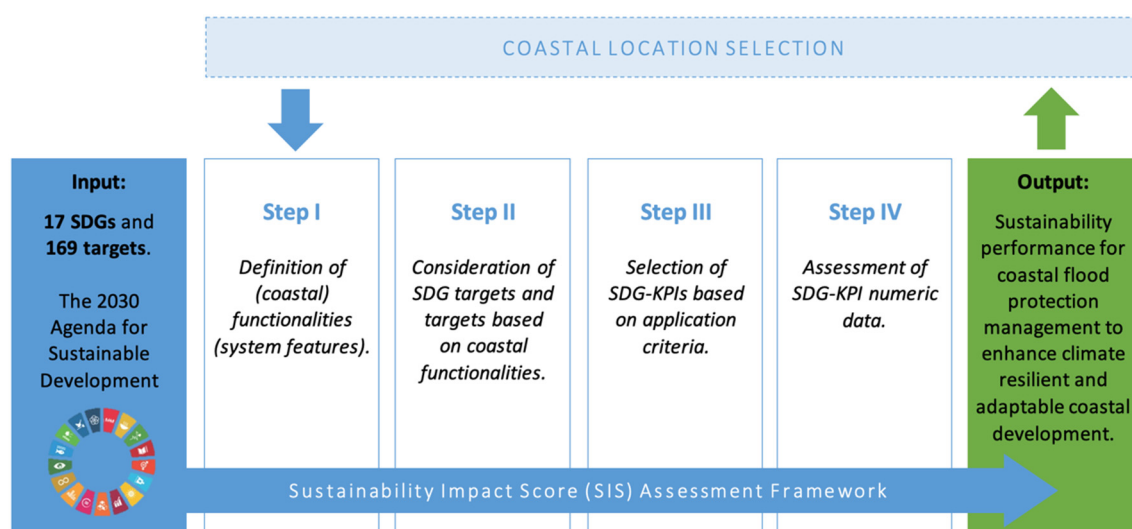 COASTAL LOCATION SELECTION
Input:
17 SDGs and
169 targets.
The 2030
Agenda for
Sustainable
Development
Step I
Definition of
(coastal)
functionalities
(system features).
Step II
Consideration of
SDG targets and
targets based
on coastal
functionalities.
Step III
Selection of
SDG-KPIs based
on application
criteria.
Step IV
Assessment of
SDG-KPI numeric
data.
Output:
Sustainability
performance for
coastal flood
protection
management to
enhance climate
resilient and
adaptable coastal
development.
Sustainability Impact Score (SIS) Assessment Framework